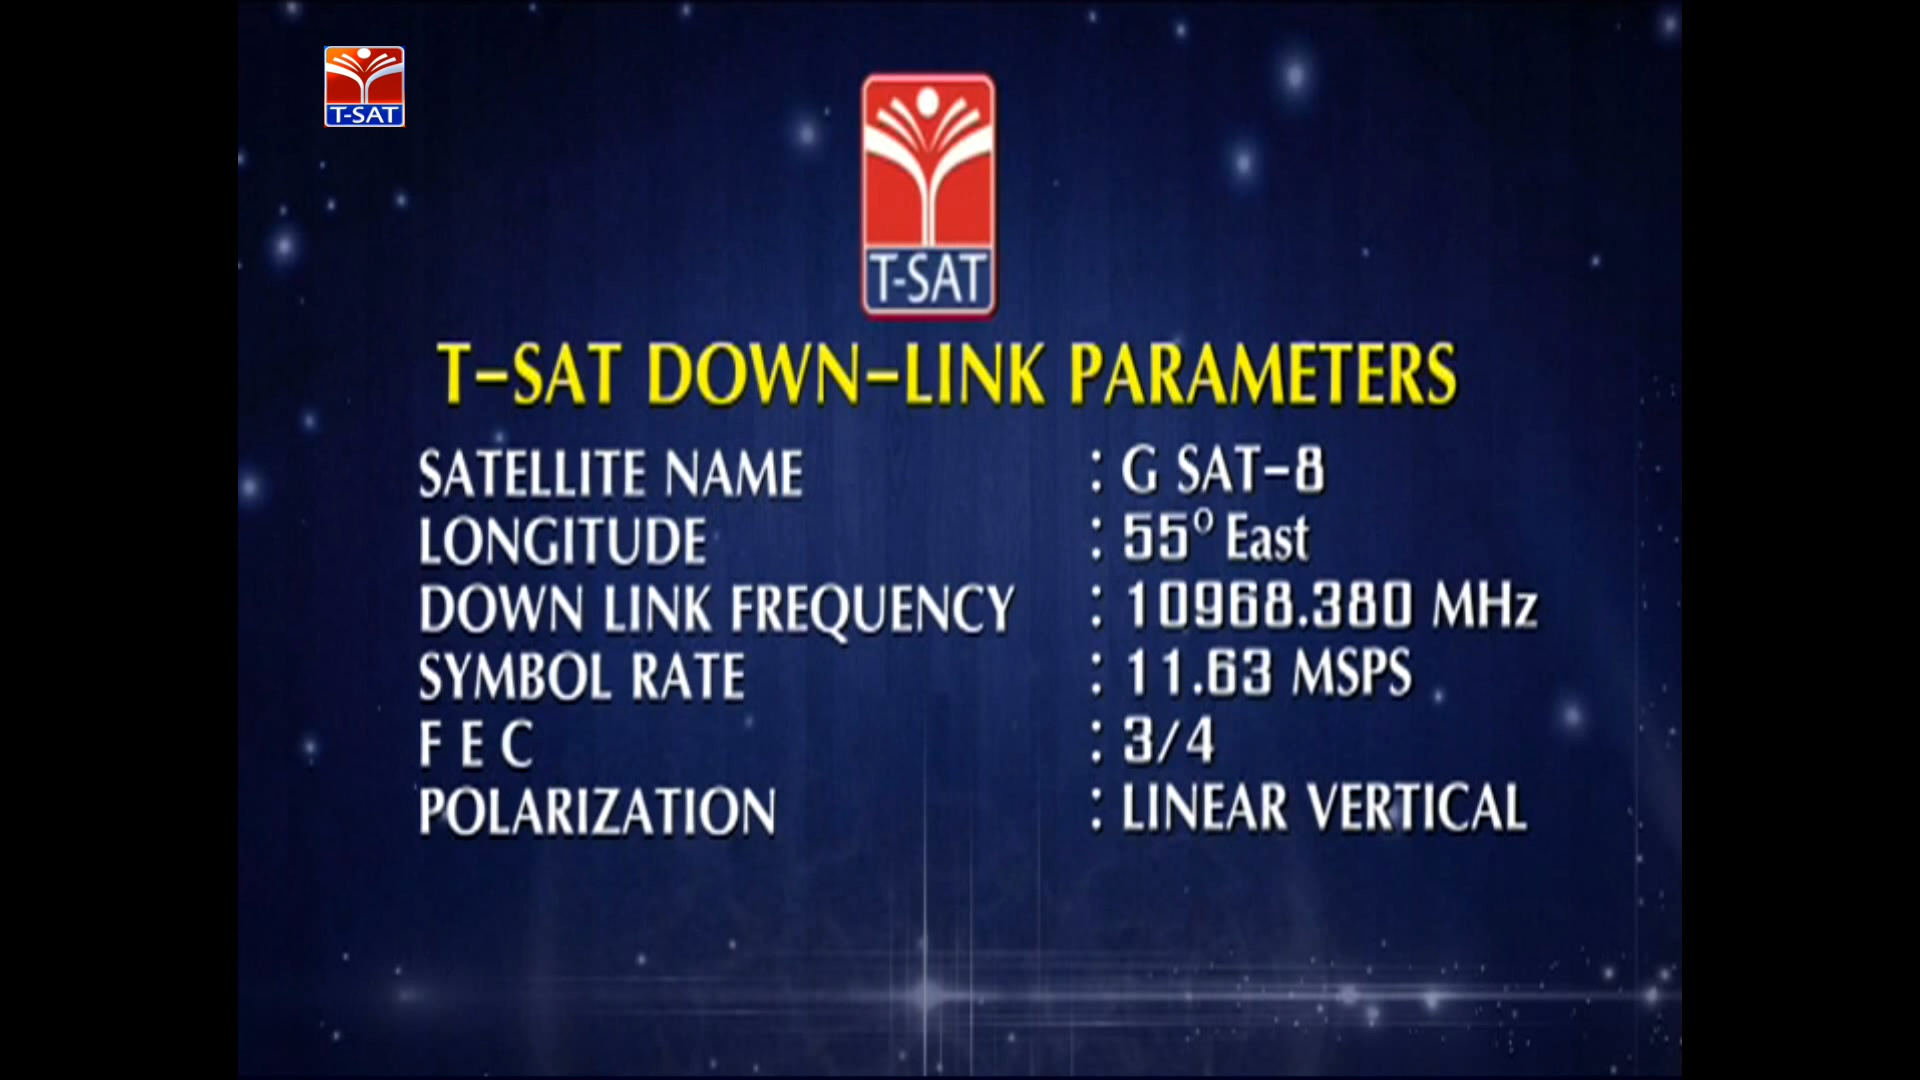 T-SAT
T-SAT
T-SAT DOWN-LINK PARAMETERS
SATELLITE NAME : G SAT-8
LONGITUDE : 55° East
DOWN LINK FREQUENCY : 10968.380 MHz
SYMBOL RATE : 11.63 MSPS
F E C : 3/4
POLARIZATION : LINEAR VERTICAL